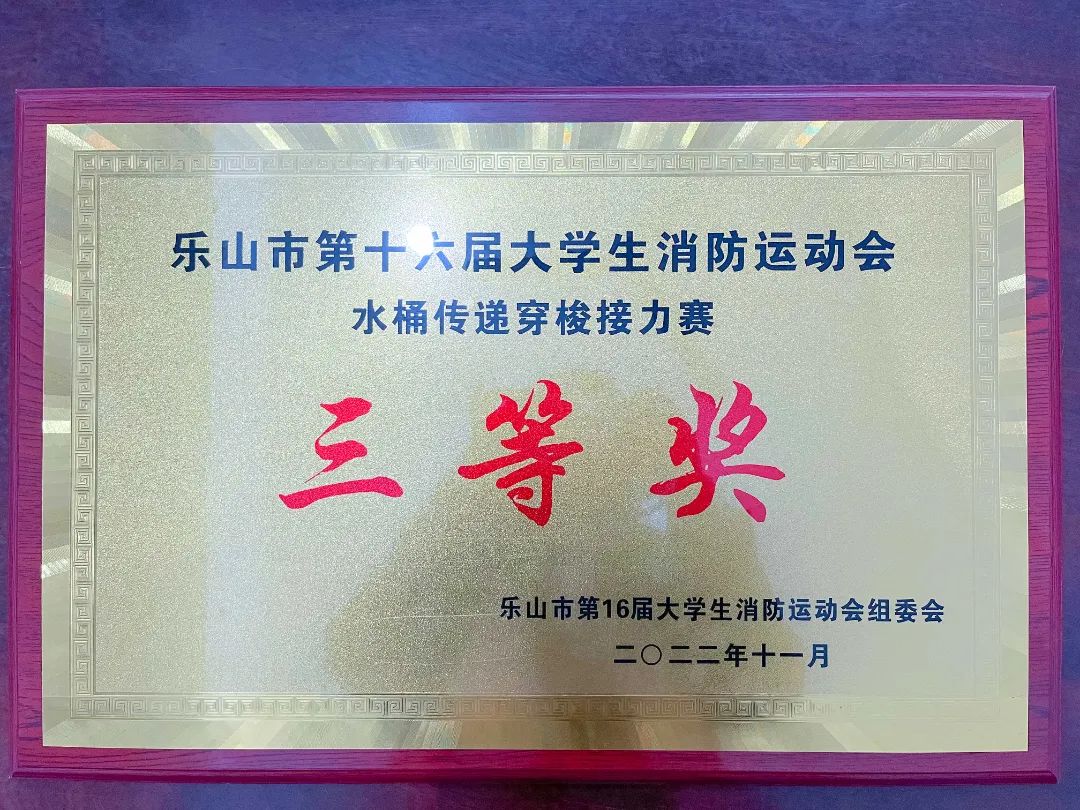 乐山市第十六届大学生消防运动会
水桶传递穿梭接力赛
三等奖
乐山市第16届大学生消防运动会组委会
二〇二二年十一月